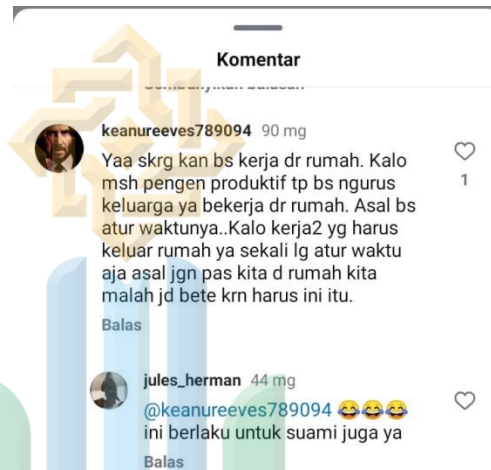 Komentar
Sembunyikan balasan
keanureeves789094 90 mg
Yaa skrg kan bs kerja dr rumah. Kalo
msh pengen produktif tp bs ngurus
keluarga ya bekerja dr rumah. Asal bs
atur waktunya..Kalo kerja2 yg harus
keluar rumah ya sekali lg atur waktu
aja asal jgn pas kita d rumah kita
malah jd bete krn harus ini itu.
1
Balas
jules_herman 44 mg
@keanureeves789094 😂😂😂
ini berlaku untuk suami juga ya
Balas